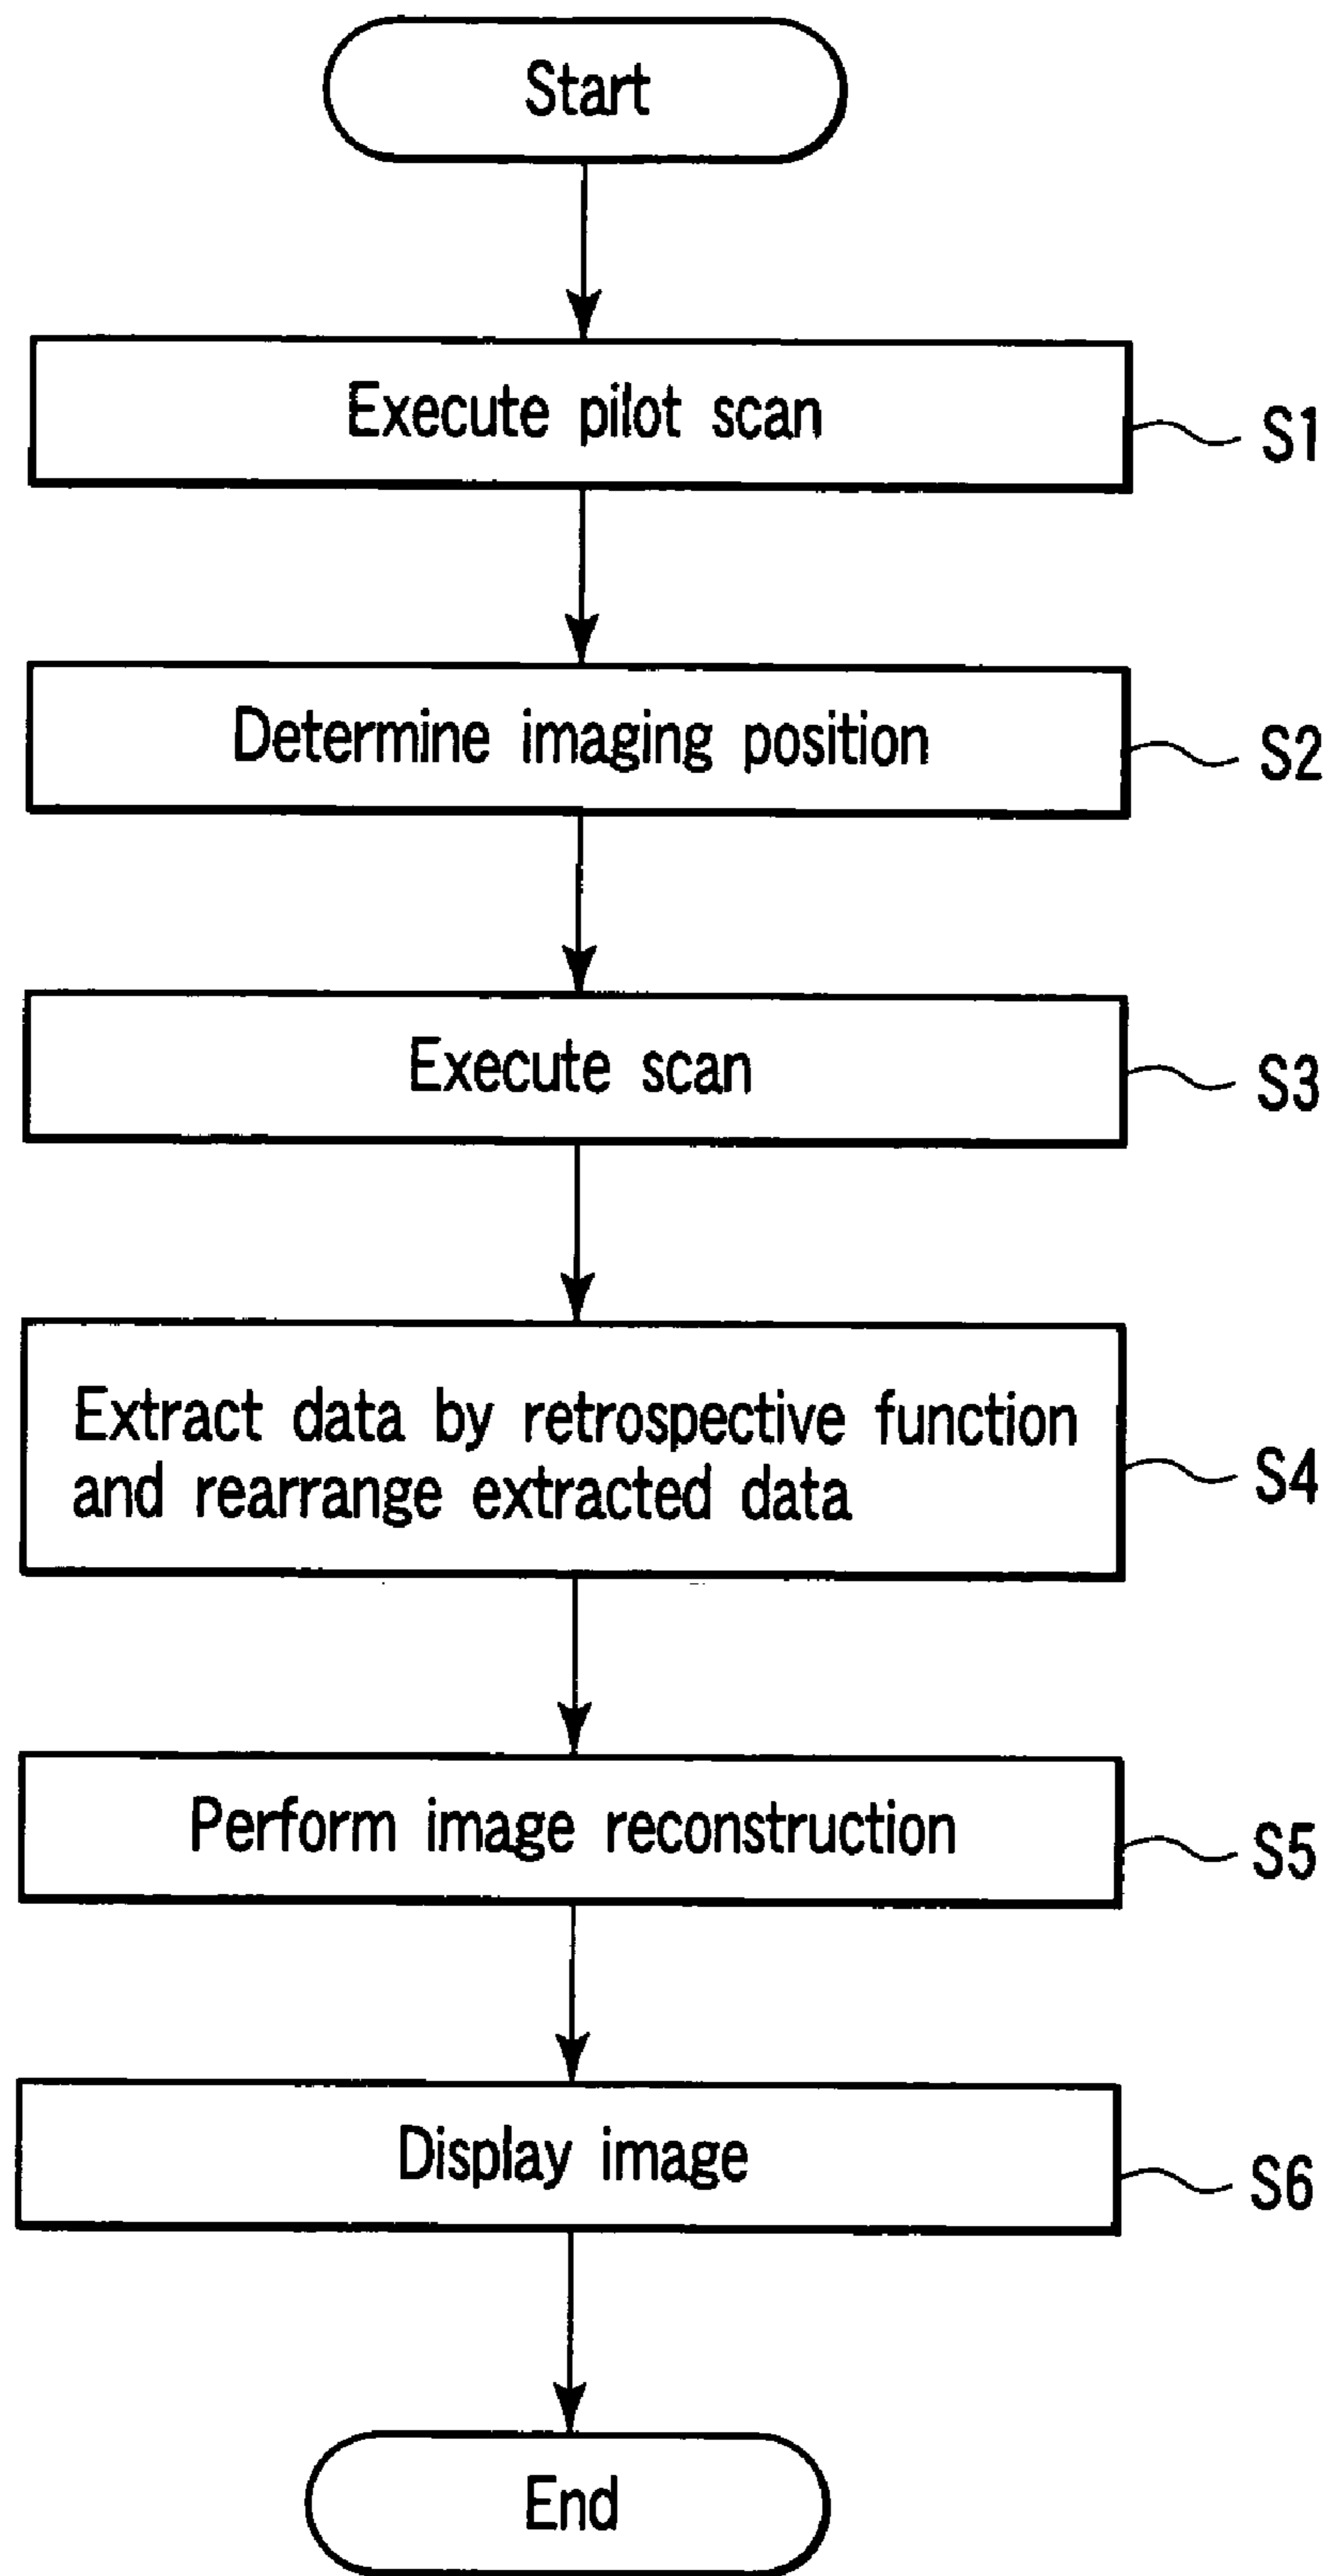 Start
Execute pilot scan
S1
Determine imaging position
S2
Execute scan
S3
Extract data by retrospective function
and rearrange extracted data
S4
Perform image reconstruction
S5
Display image
S6
End